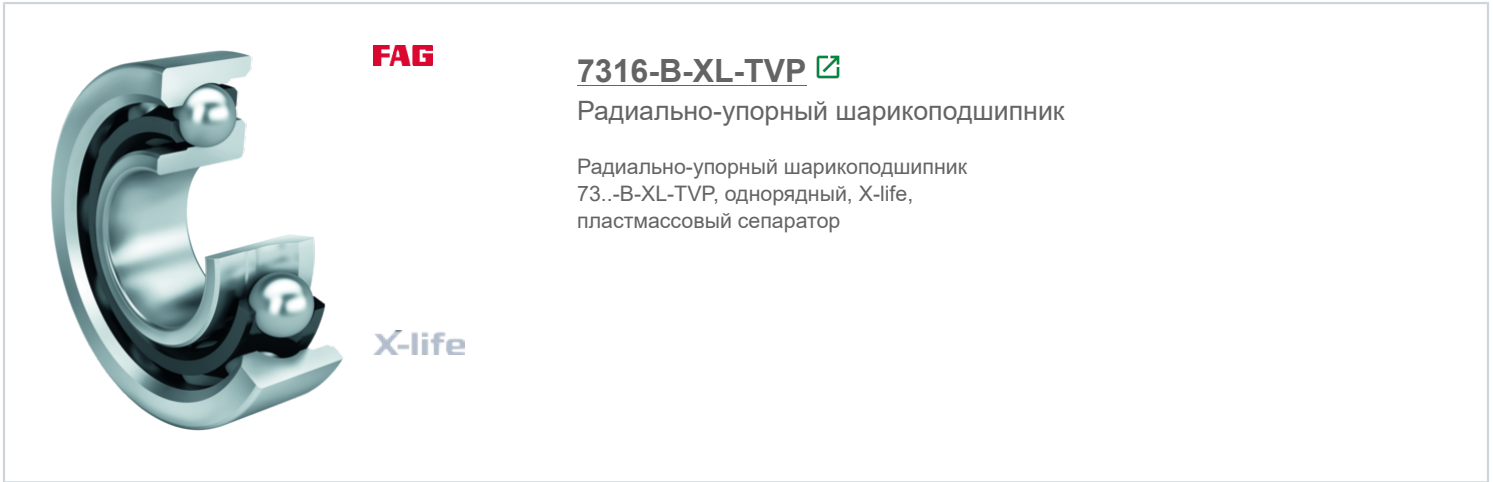 FAG
7316-B-XL-TVP
Радиально-упорный шарикоподшипник
Радиально-упорный шарикоподшипник
73..-B-XL-TVP, однорядный, X-life,
пластмассовый сепаратор
X-life